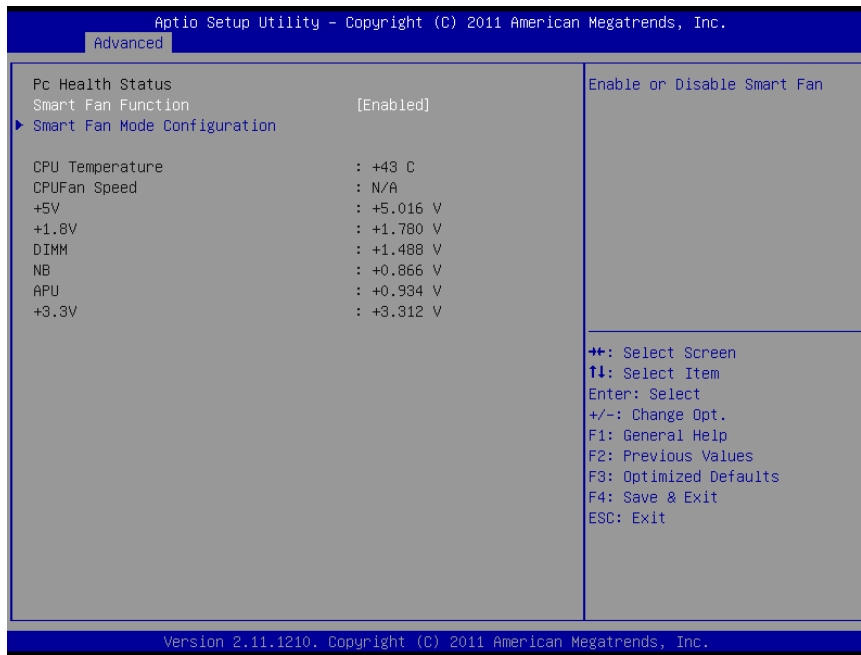 Aptio Setup Utility – Copyright (C) 2011 American Megatrends, Inc.
Advanced
Pc Health Status
Smart Fan Function [Enabled]
Smart Fan Mode Configuration
CPU Temperature : +43 C
CPUFan Speed : N/A
+5V : +5.016 V
+1.8V : +1.780 V
DIMM : +1.488 V
NB : +0.866 V
APU : +0.934 V
+3.3V : +3.312 V
Enable or Disable Smart Fan
→←: Select Screen
↑↓: Select Item
Enter: Select
+/-: Change Opt.
F1: General Help
F2: Previous Values
F3: Optimized Defaults
F4: Save & Exit
ESC: Exit
Version 2.11.1210. Copyright (C) 2011 American Megatrends, Inc.